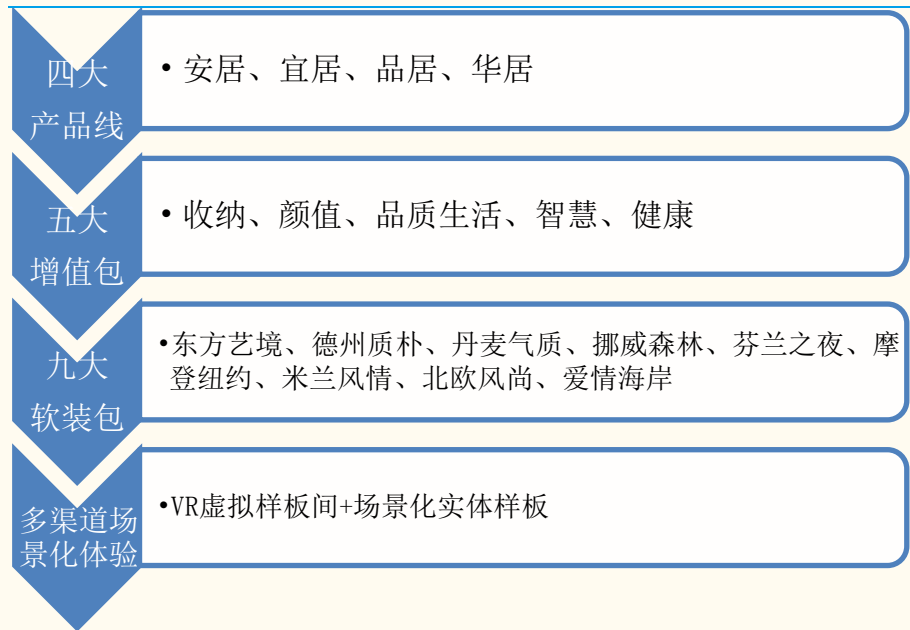 四大
产品线
•安居、宜居、品居、华居
五大
增值包
•收纳、颜值、品质生活、智慧、健康
九大
软装包
•东方艺境、德州质朴、丹麦气质、挪威森林、芬兰之夜、摩
登纽约、米兰风情、北欧风尚、爱情海岸
多渠道场
景化体验
•VR虚拟样板间+场景化实体样板